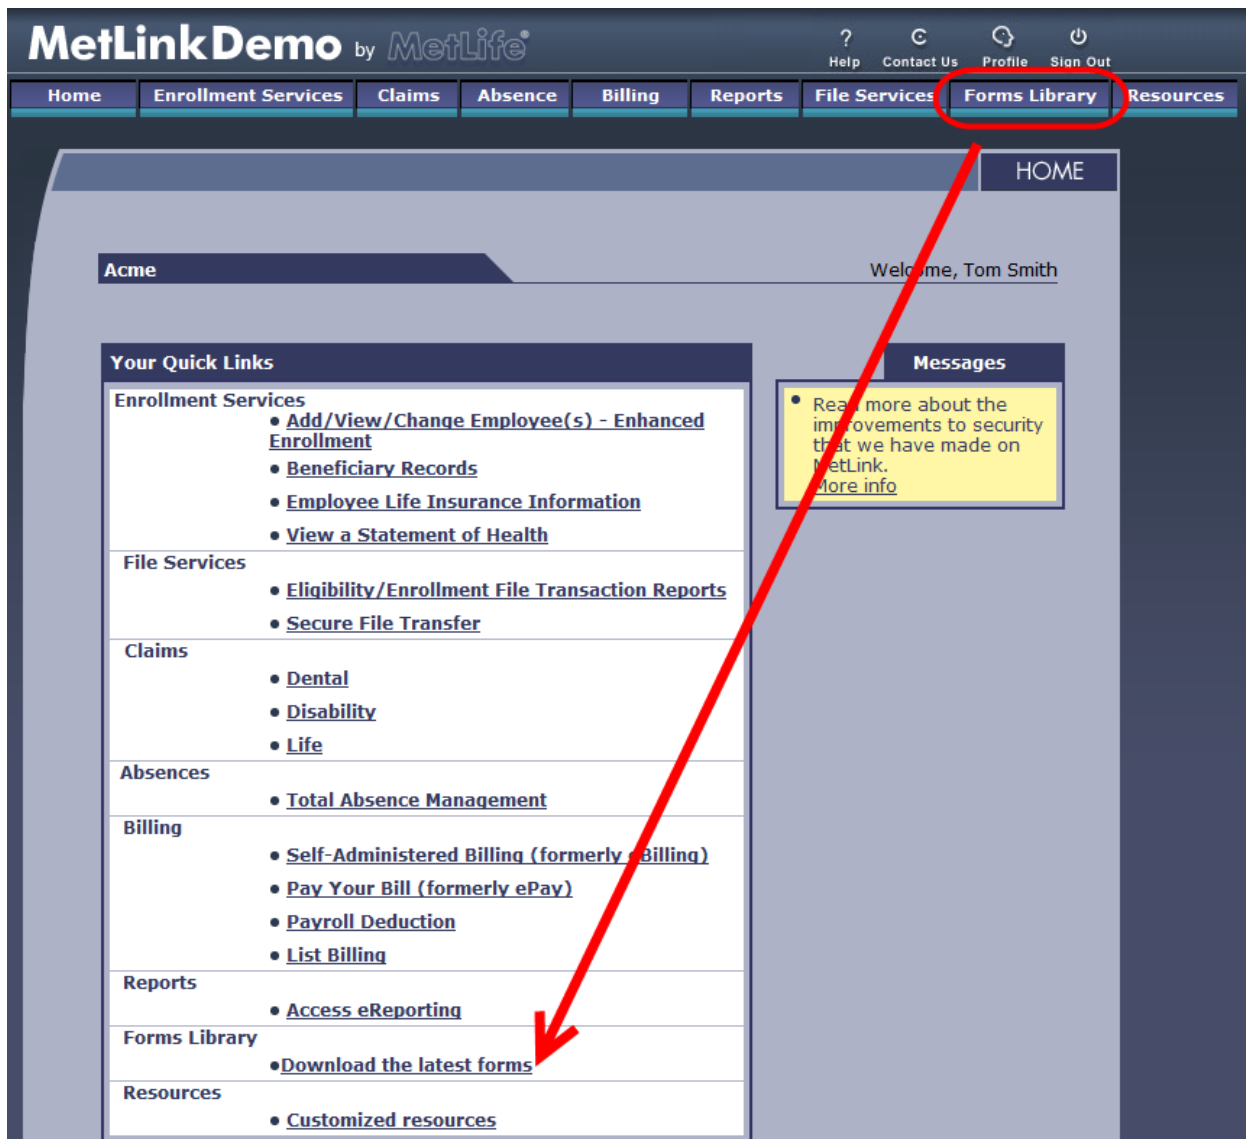 MetLinkDemo by MetLife®
? Help Contact Us Profile Sign Out
Home Enrollment Services Claims Absence Billing Reports File Services Forms Library Resources
HOME
Acme
Welcome, Tom Smith
Your Quick Links
Enrollment Services
• Add/View/Change Employee(s) - Enhanced
Enrollment
• Beneficiary Records
• Employee Life Insurance Information
• View a Statement of Health
File Services
• Eligibility/Enrollment File Transaction Reports
• Secure File Transfer
Claims
• Dental
• Disability
• Life
Absences
• Total Absence Management
Billing
• Self-Administered Billing (formerly eBilling)
• Pay Your Bill (formerly ePay)
• Payroll Deduction
• List Billing
Reports
• Access eReporting
Forms Library
•Download the latest forms
Resources
• Customized resources
Messages
• Read more about the
improvements to security
that we have made on
MetLink.
More info